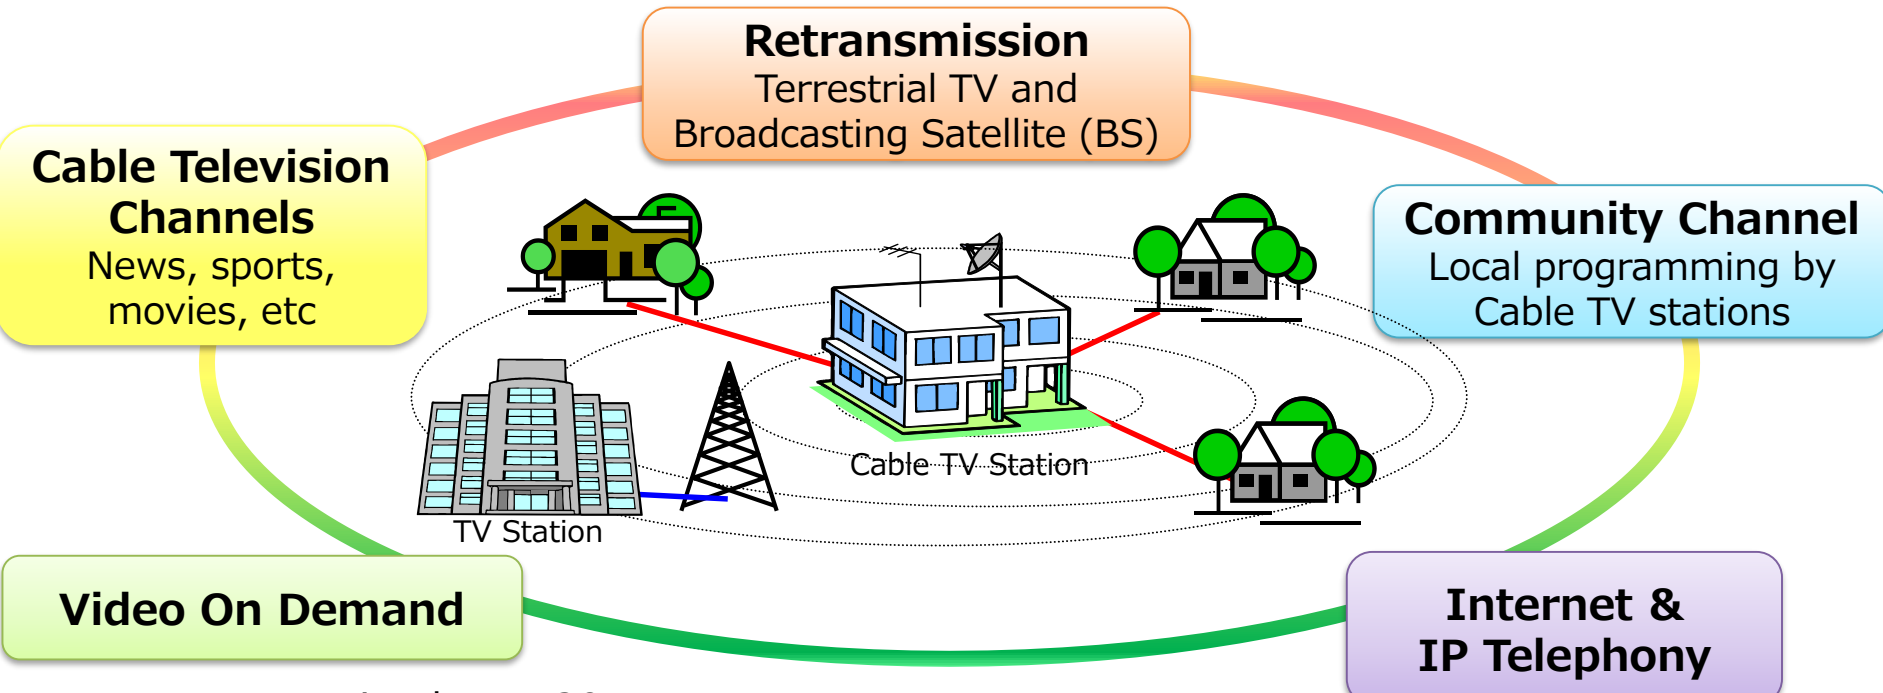 Retransmission
Terrestrial TV and
Broadcasting Satellite (BS)
Cable Television
Channels
News, sports,
movies, etc
Community Channel
Local programming by
Cable TV stations
Cable TV Station
TV Station
Video On Demand
Internet &
IP Telephony